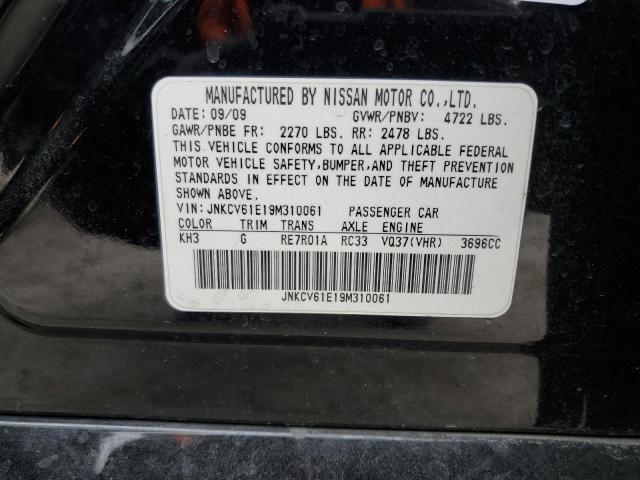 MANUFACTURED BY NISSAN MOTOR CO.,LTD.
DATE: 09/09 GVWR/PNBV: 4722 LBS.
GAWR/PNBE FR: 2270 LBS. RR: 2478 LBS.
THIS VEHICLE CONFORMS TO ALL APPLICABLE FEDERAL
MOTOR VEHICLE SAFETY,BUMPER,AND THEFT PREVENTION
STANDARDS IN EFFECT ON THE DATE OF MANUFACTURE
SHOWN ABOVE.
VIN: JNKCV61E19M310061 PASSENGER CAR
COLOR TRIM TRANS AXLE ENGINE
KH3 G RE7R01A RC33 VQ37(VHR) 3696CC
JNKCV61E19M310061